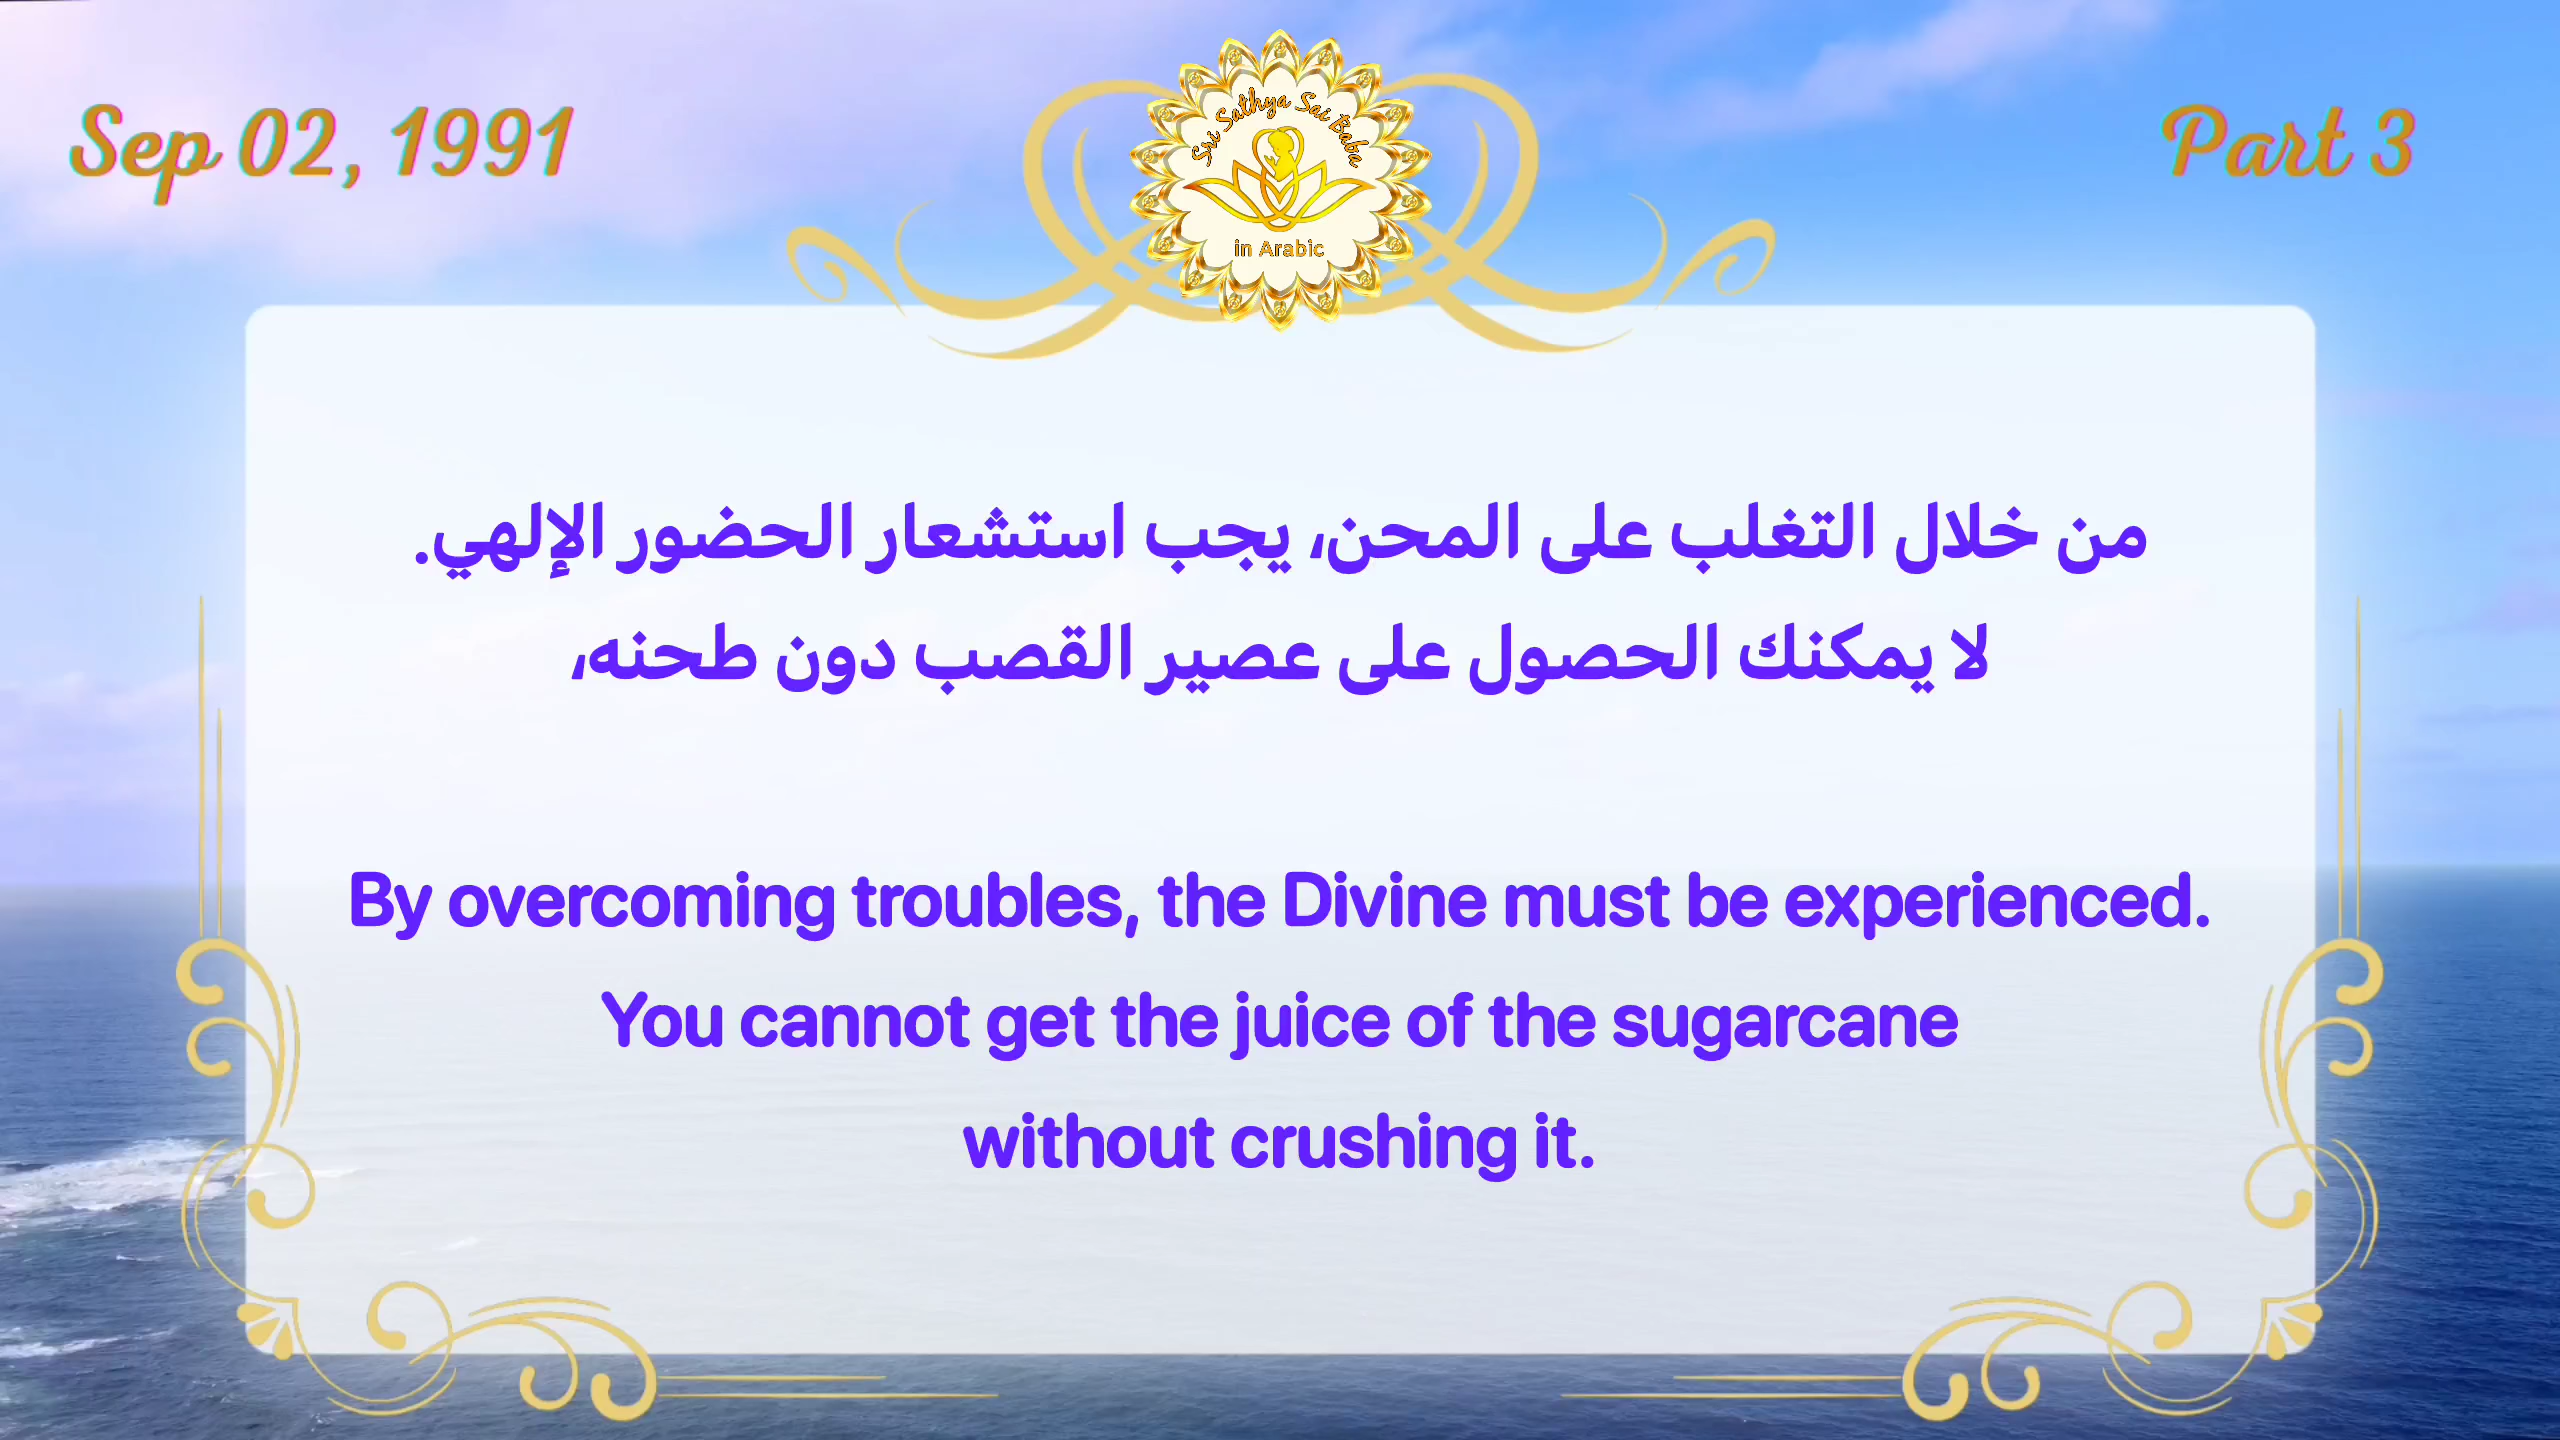 Sep 02, 1991
Sri Sathya Sai Baba
in Arabic
Part 3
من خلال التغلب على المحن، يجب استشعار الحضور الإلهي.
لا يمكنك الحصول على عصير القصب دون طحنه،
By overcoming troubles, the Divine must be experienced.
You cannot get the juice of the sugarcane
without crushing it.